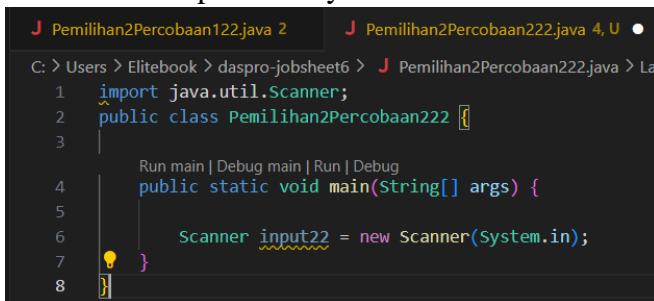 J Pemilihan2Percobaan122.java 2 J Pemilihan2Percobaan222.java 4, U ●
C: > Users > Elitebook > daspro-jobsheet6 > J Pemilihan2Percobaan222.java > La
1 import java.util.Scanner;
2 public class Pemilihan2Percobaan222 {
3
Run main | Debug main | Run | Debug
4 public static void main(String[] args) {
5
6 Scanner input22 = new Scanner(System.in);
7 }
8 }